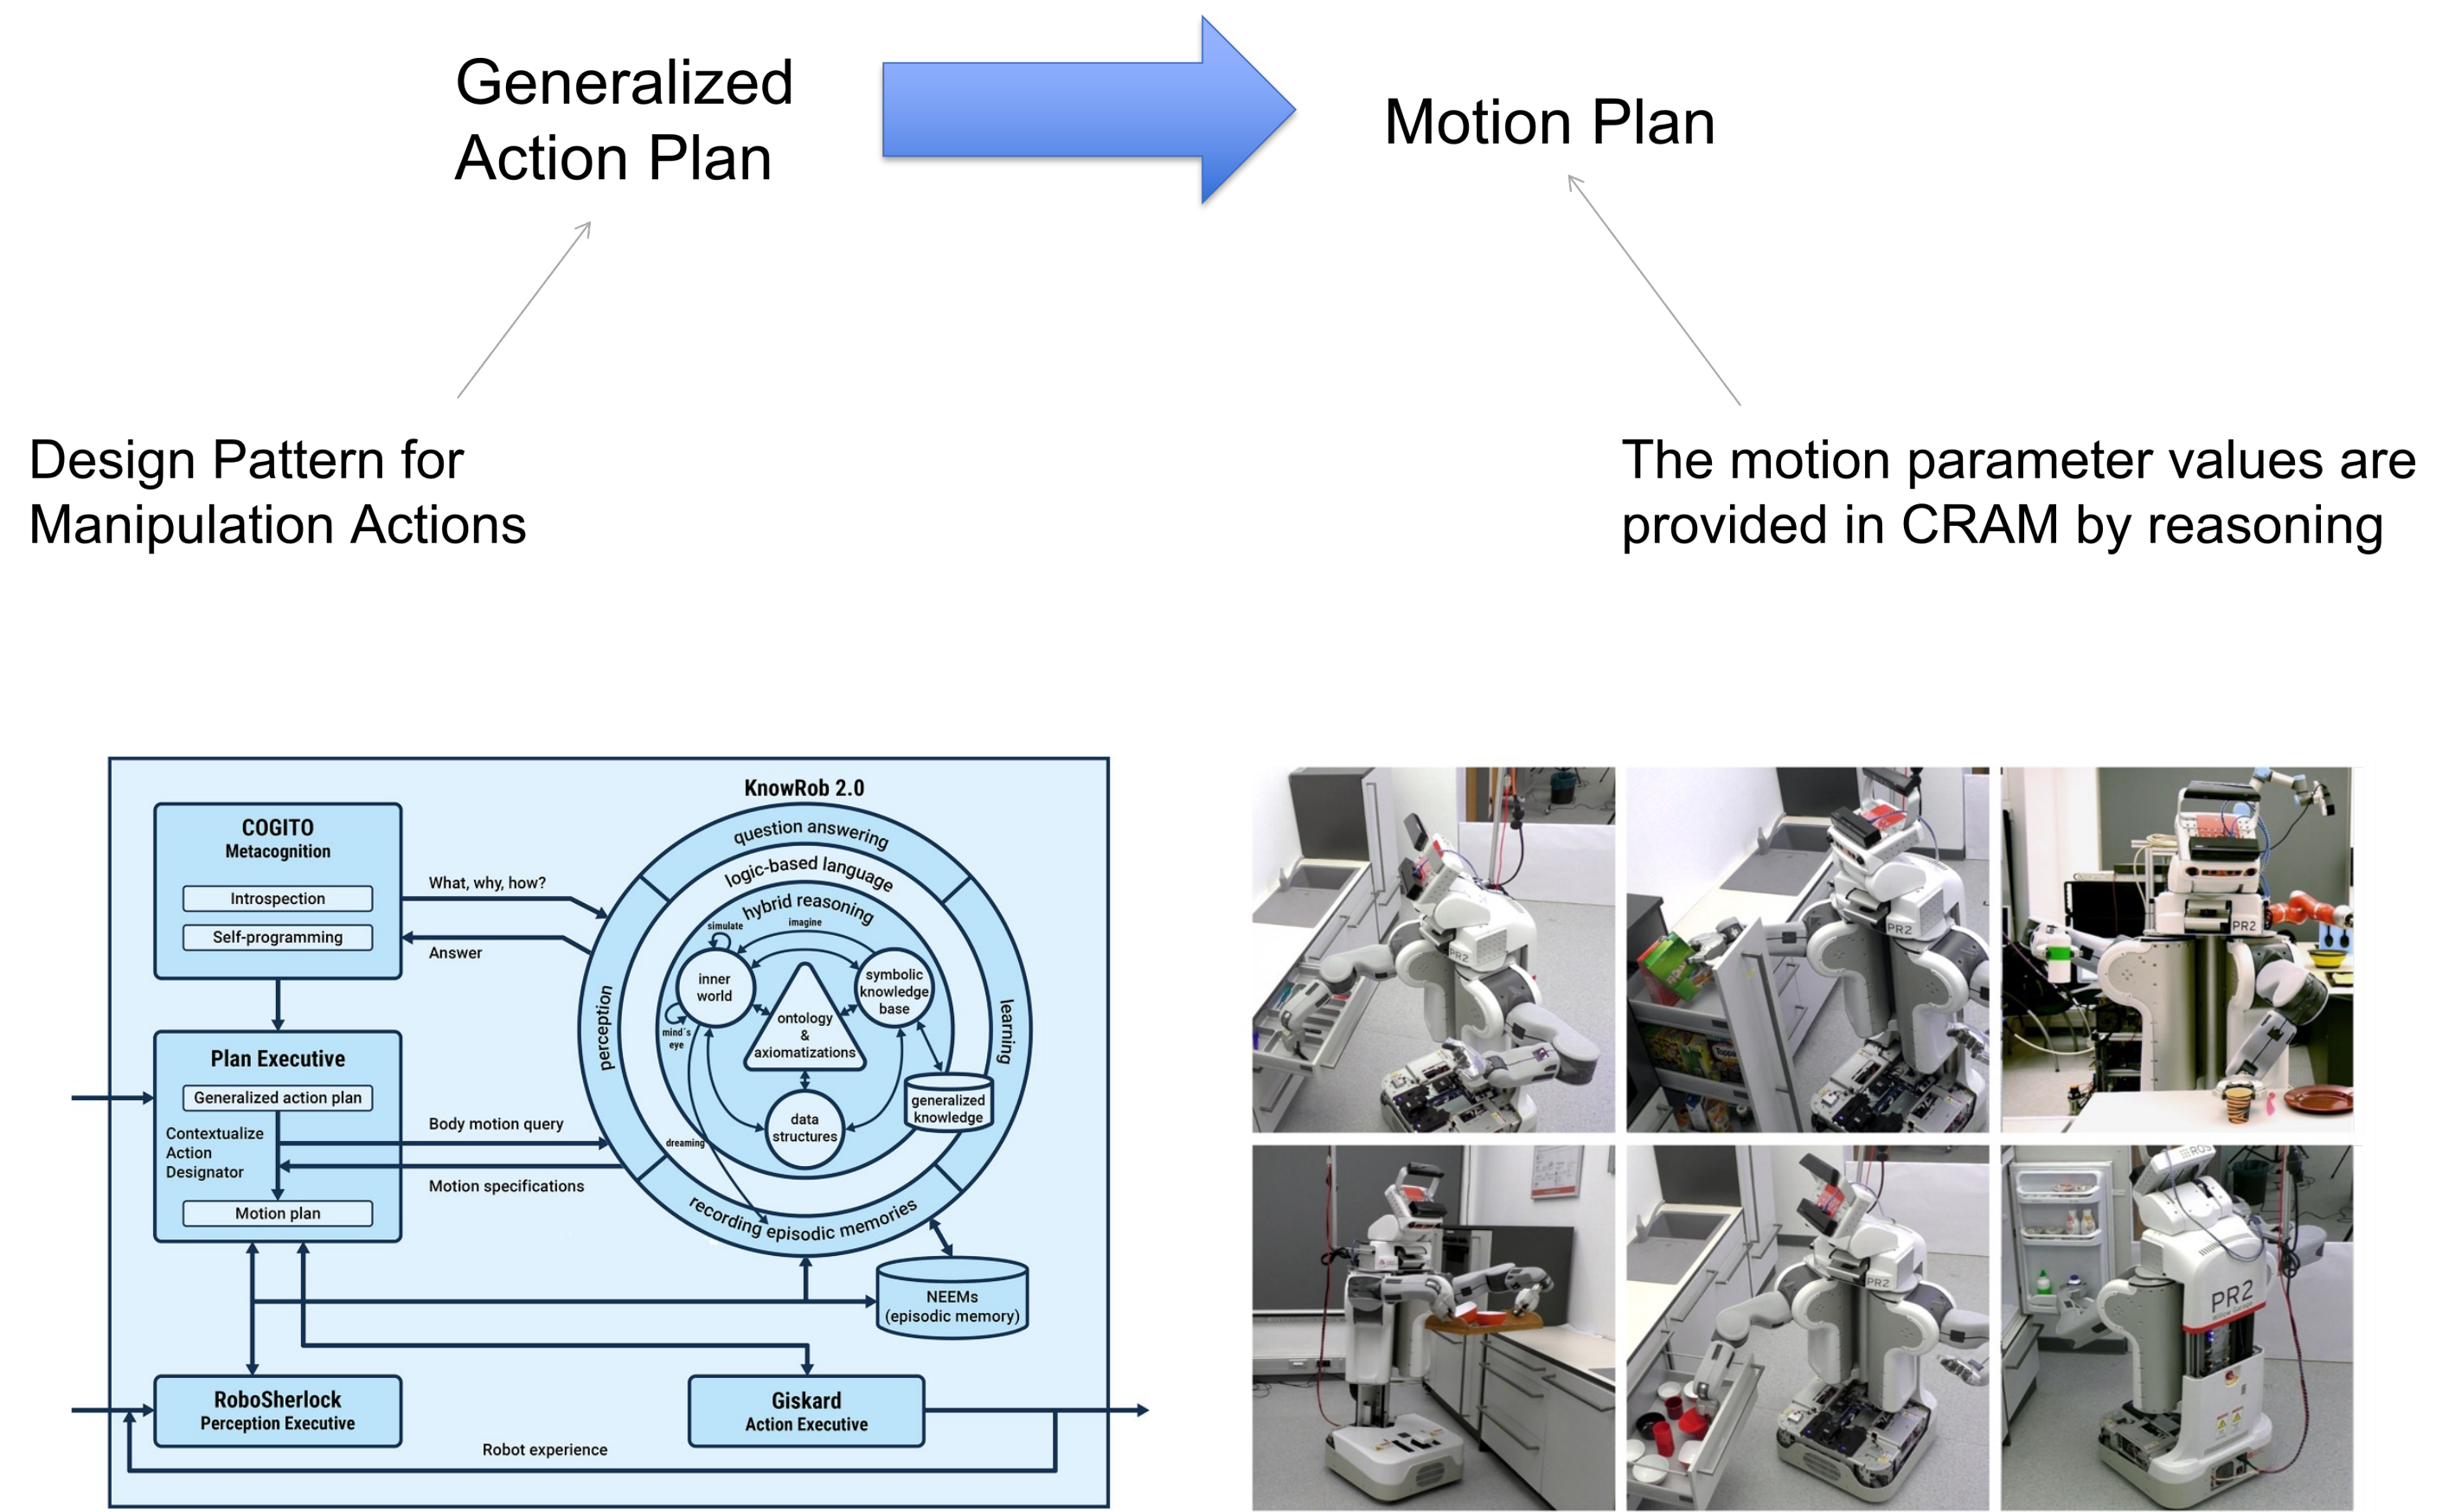 Generalized
Action Plan
Motion Plan
Design Pattern for
Manipulation Actions
The motion parameter values are
provided in CRAM by reasoning
KnowRob 2.0
COGITO
Metacognition
Introspection
Self-programming
What, why, how?
Answer
question answering
logic-based language
hybrid reasoning
simulate
imagine
inner
world
symbolic
knowledge
base
mind´s
eye
ontology
&
axiomatizations
perception
learning
data
structures
generalized
knowledge
dreaming
recording episodic memories
Plan Executive
Generalized action plan
Contextualize
Action
Designator
Motion plan
Body motion query
Motion specifications
NEEMs
(episodic memory)
RoboSherlock
Perception Executive
Giskard
Action Executive
Robot experience
PR2
PR2
PR2
PR2
ROS
PR2